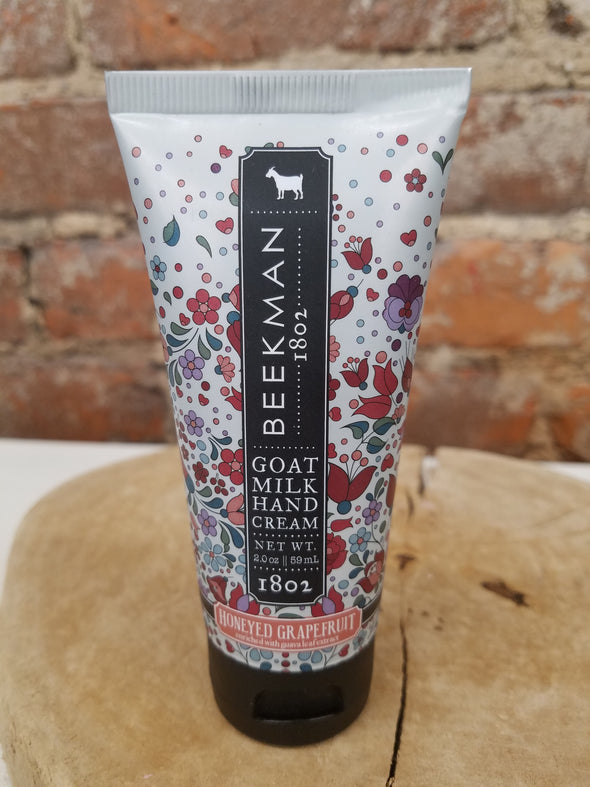 BEEKMAN
1802
GOAT
MILK
HAND
CREAM
NET WT.
2.0 oz || 59 mL
1802
HONEYED GRAPEFRUIT
enriched with guava leaf extract